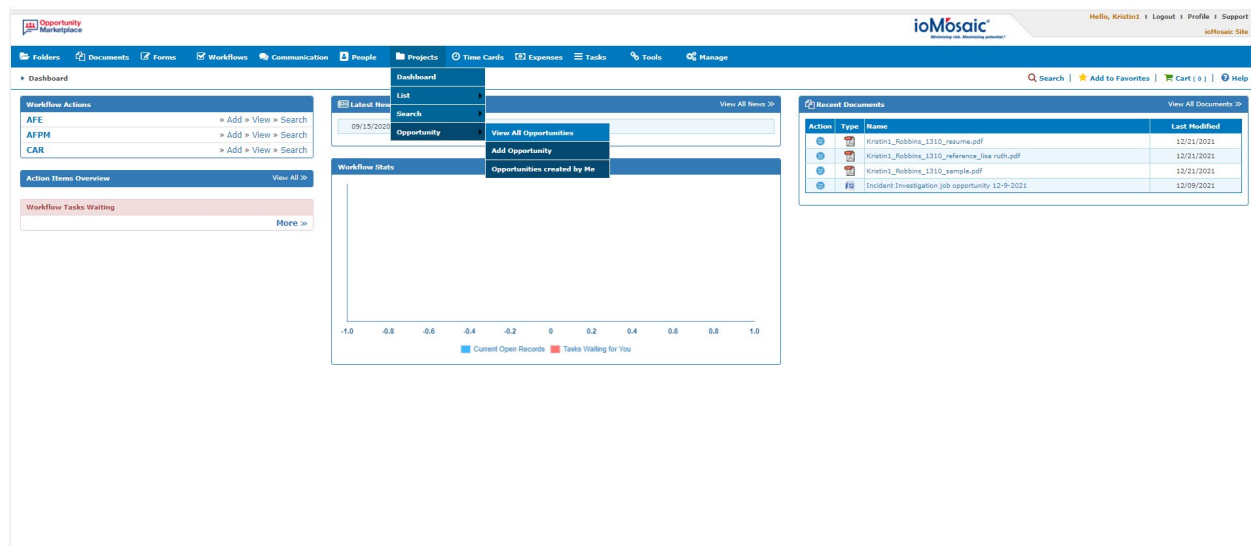 Opportunity
Marketplace
ioMosaic®
Minimizing risk. Maximizing potential.®
Hello, Kristin1 Logout Profile Support
ioMosaic Site
Folders Documents Forms Workflows Communication People Projects Time Cards Expenses Tasks Tools Manage
Dashboard
Search | Add to Favorites | Cart [ 0 ] | Help
Dashboard
List
Search
Opportunity
View All Opportunities
Add Opportunity
Opportunities created by Me
Workflow Actions
AFE » Add » View » Search
AFPM » Add » View » Search
CAR » Add » View » Search
Action Items Overview View All »
Workflow Tasks Waiting
More »
Latest New View All News »
09/15/2020
Workflow Stats
-1.0 -0.8 -0.6 -0.4 -0.2 0 0.2 0.4 0.6 0.8 1.0
Current Open Records Tasks Waiting for You
Recent Documents View All Documents »
Action Type Name Last Modified
Kristin1_Robbins_1310_resume.pdf 12/21/2021
Kristin1_Robbins_1310_reference_lisa ruth.pdf 12/21/2021
Kristin1_Robbins_1310_sample.pdf 12/21/2021
Incident Investigation job opportunity 12-9-2021 12/09/2021